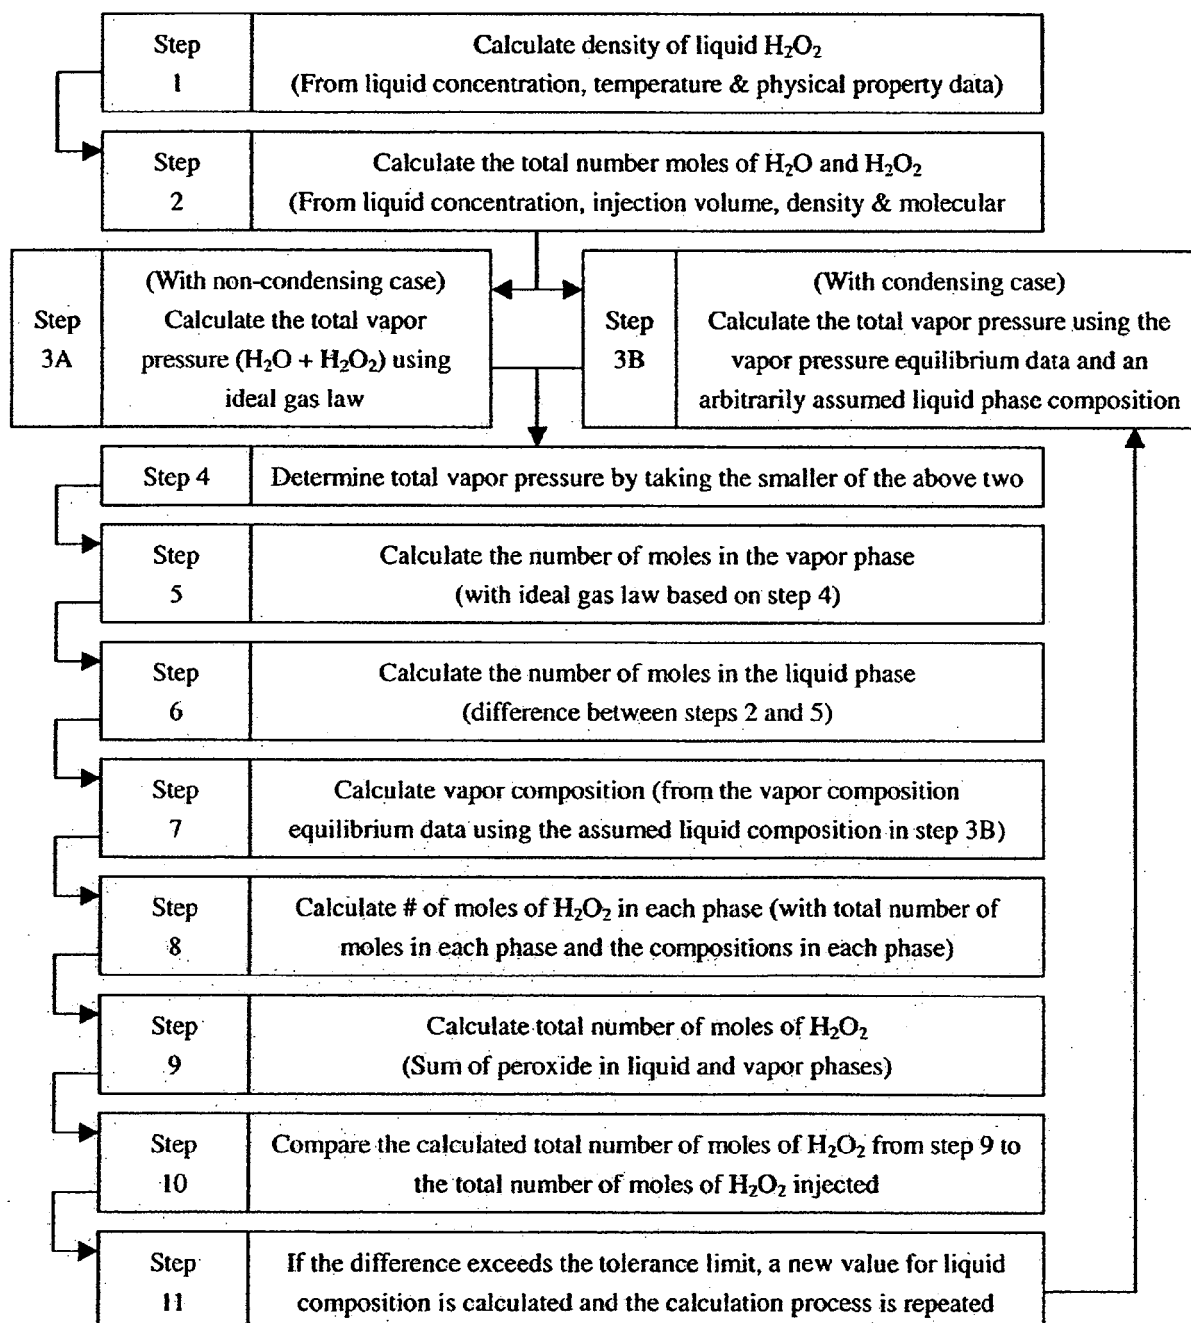 Step
1
Calculate density of liquid H₂O₂
(From liquid concentration, temperature & physical property data)
Step
2
Calculate the total number moles of H₂O and H₂O₂
(From liquid concentration, injection volume, density & molecular
Step
3A
(With non-condensing case)
Calculate the total vapor
pressure (H₂O + H₂O₂) using
ideal gas law
Step
3B
(With condensing case)
Calculate the total vapor pressure using the
vapor pressure equilibrium data and an
arbitrarily assumed liquid phase composition
Step 4
Determine total vapor pressure by taking the smaller of the above two
Step
5
Calculate the number of moles in the vapor phase
(with ideal gas law based on step 4)
Step
6
Calculate the number of moles in the liquid phase
(difference between steps 2 and 5)
Step
7
Calculate vapor composition (from the vapor composition
equilibrium data using the assumed liquid composition in step 3B)
Step
8
Calculate # of moles of H₂O₂ in each phase (with total number of
moles in each phase and the compositions in each phase)
Step
9
Calculate total number of moles of H₂O₂
(Sum of peroxide in liquid and vapor phases)
Step
10
Compare the calculated total number of moles of H₂O₂ from step 9 to
the total number of moles of H₂O₂ injected
Step
11
If the difference exceeds the tolerance limit, a new value for liquid
composition is calculated and the calculation process is repeated